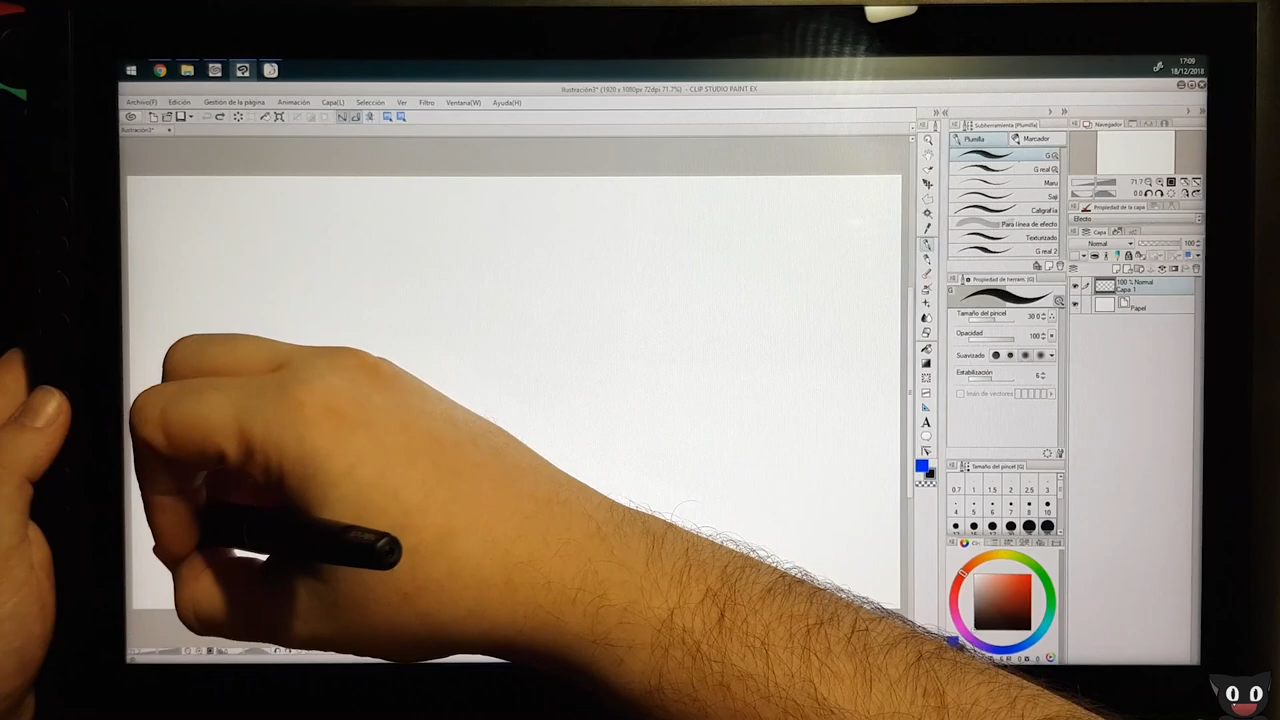 17:09
18/12/2018
Ilustración3* (1920 x 1080px 72dpi 71.7%) - CLIP STUDIO PAINT EX
Archivo(F) Edición Gestión de la página Animación Capa(L) Selección Ver Filtro Ventana(W) Ayuda(H)
Ilustración3*
Subherramienta [Plumilla]
Plumilla Marcador
G
G real
Maru
Saji
Caligrafía
Para línea de efecto
Texturizado
G real 2
Navegador
71.7
0.0
Propiedad de la capa
Efecto
Capa
Normal 100
100 % Normal
Capa 1
Papel
Propiedad de herram. [G]
G
Tamaño del pincel 30.0
Opacidad 100
Suavizado
Estabilización 6
Imán de vectores
Tamaño del pincel [G]
0.7 1 1.5 2 2.5 3
4 5 6 7 8 10
A